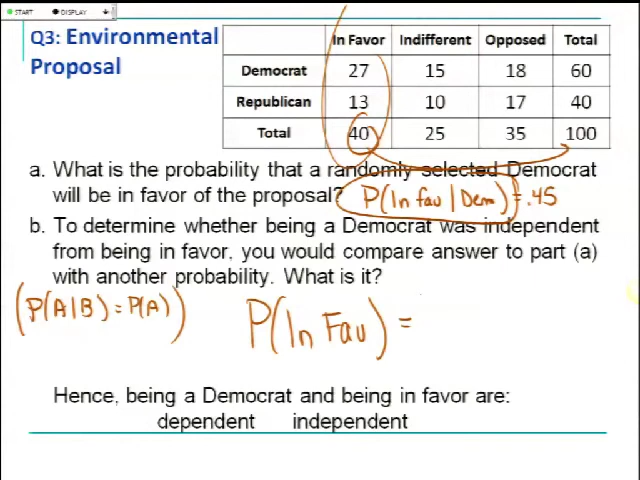 START DISPLAY
Q3: Environmental Proposal
In Favor Indifferent Opposed Total
Democrat 27 15 18 60
Republican 13 10 17 40
Total 40 25 35 100
a. What is the probability that a randomly selected Democrat
will be in favor of the proposal? P(In fav | Dem) = .45
b. To determine whether being a Democrat was independent
from being in favor, you would compare answer to part (a)
with another probability. What is it?
(P(A|B) = P(A)) P(In Fav) =
Hence, being a Democrat and being in favor are:
dependent independent